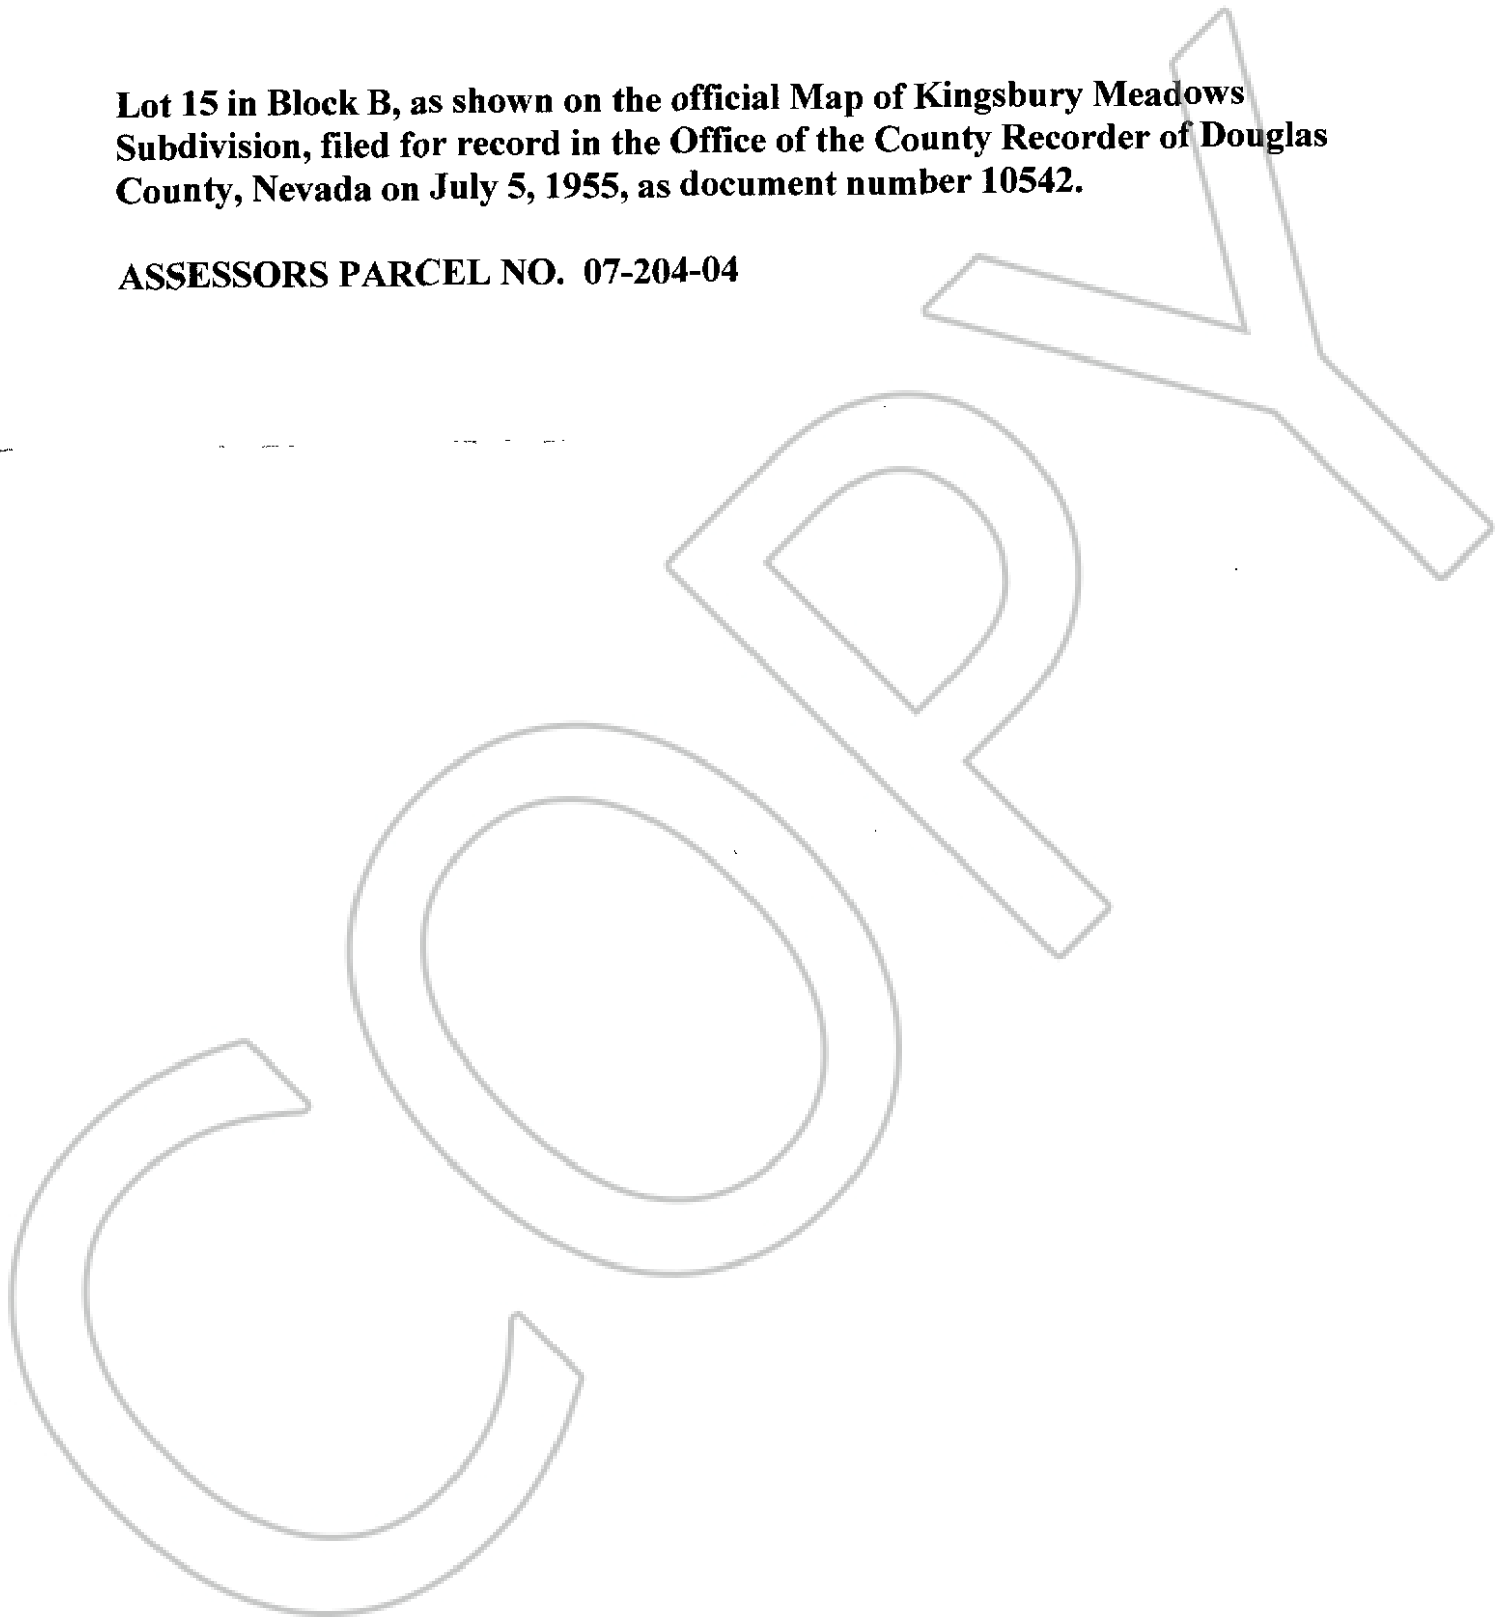 Lot 15 in Block B, as shown on the official Map of Kingsbury Meadows
Subdivision, filed for record in the Office of the County Recorder of Douglas
County, Nevada on July 5, 1955, as document number 10542.
ASSESSORS PARCEL NO. 07-204-04
COPY